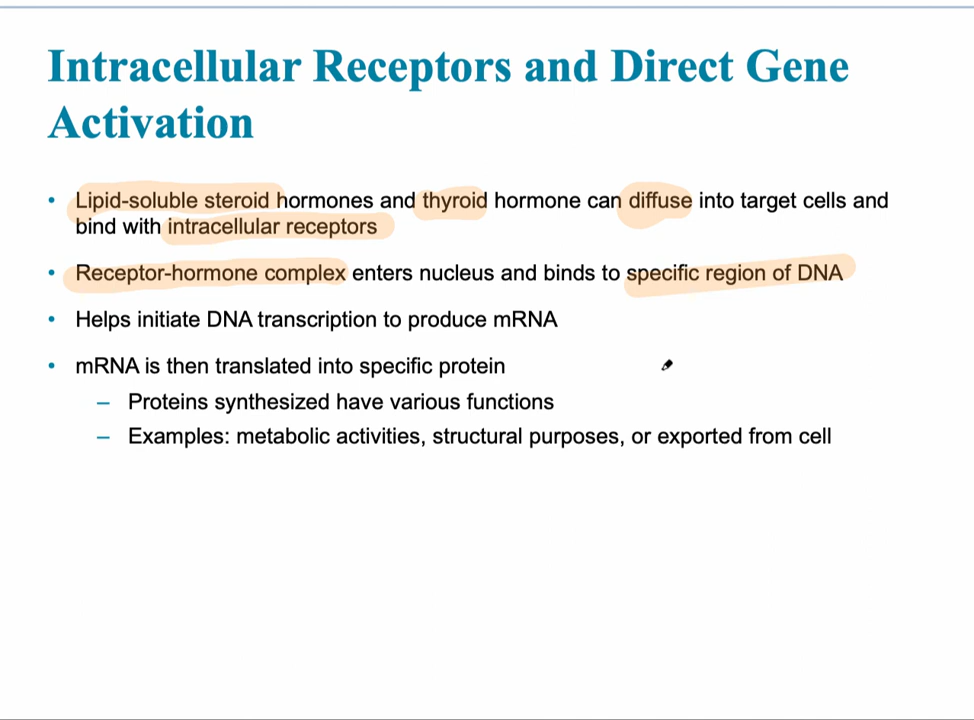 Intracellular Receptors and Direct Gene
Activation
• Lipid-soluble steroid hormones and thyroid hormone can diffuse into target cells and
bind with intracellular receptors
• Receptor-hormone complex enters nucleus and binds to specific region of DNA
• Helps initiate DNA transcription to produce mRNA
• mRNA is then translated into specific protein
– Proteins synthesized have various functions
– Examples: metabolic activities, structural purposes, or exported from cell